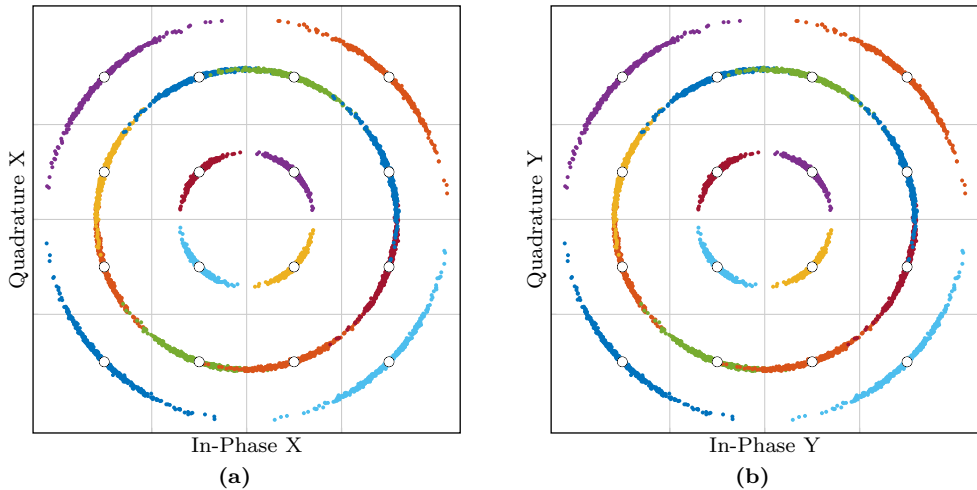 Quadrature X
In-Phase X
(a)
Quadrature Y
In-Phase Y
(b)